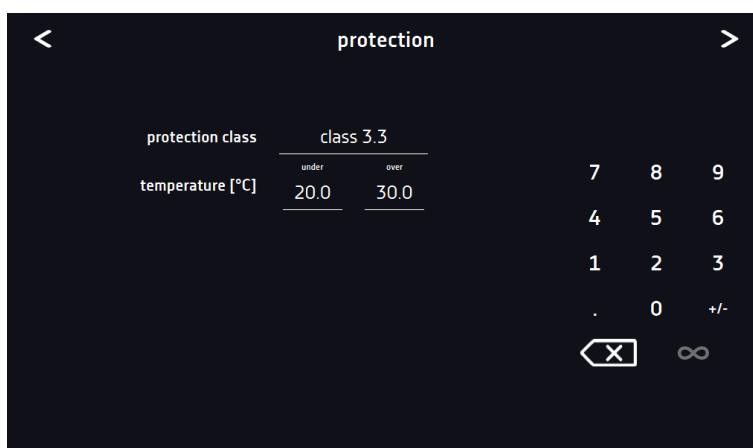 < protection >
protection class class 3.3
under over
temperature [°C] 20.0 30.0
7 8 9
4 5 6
1 2 3
. 0 +/-
∞